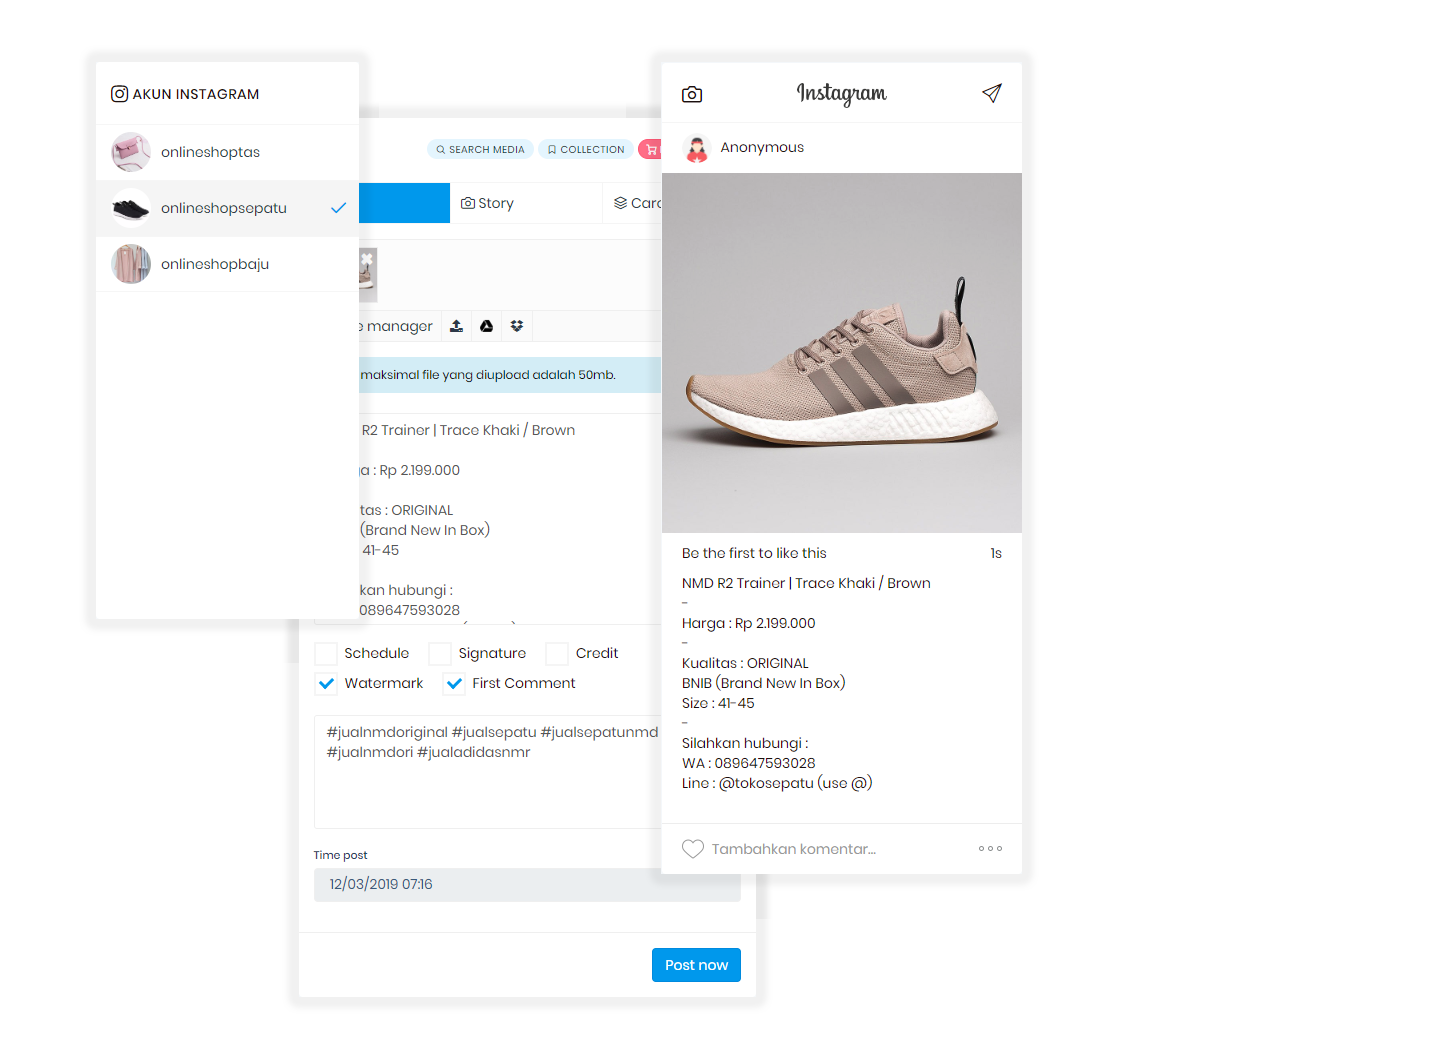 AKUN INSTAGRAM
onlineshoptas
onlineshopsepatu
onlineshopbaju
SEARCH MEDIA
COLLECTION
Story
manager
maksimal file yang diupload adalah 50mb.
R2 Trainer | Trace Khaki / Brown
: Rp 2.199.000
: ORIGINAL
(Brand New In Box)
41-45
hubungi :
089647593028
Schedule
Signature
Credit
Watermark
First Comment
#jualnmdoriginal #jualsepatu #jualsepatunmd
#jualnmdori #jualadidasnmr
Time post
12/03/2019 07:16
Post now
Instagram
Anonymous
Be the first to like this
1s
NMD R2 Trainer | Trace Khaki / Brown
-
Harga : Rp 2.199.000
-
Kualitas : ORIGINAL
BNIB (Brand New In Box)
Size : 41-45
-
Silahkan hubungi :
WA : 089647593028
Line : @tokosepatu (use @)
Tambahkan komentar...